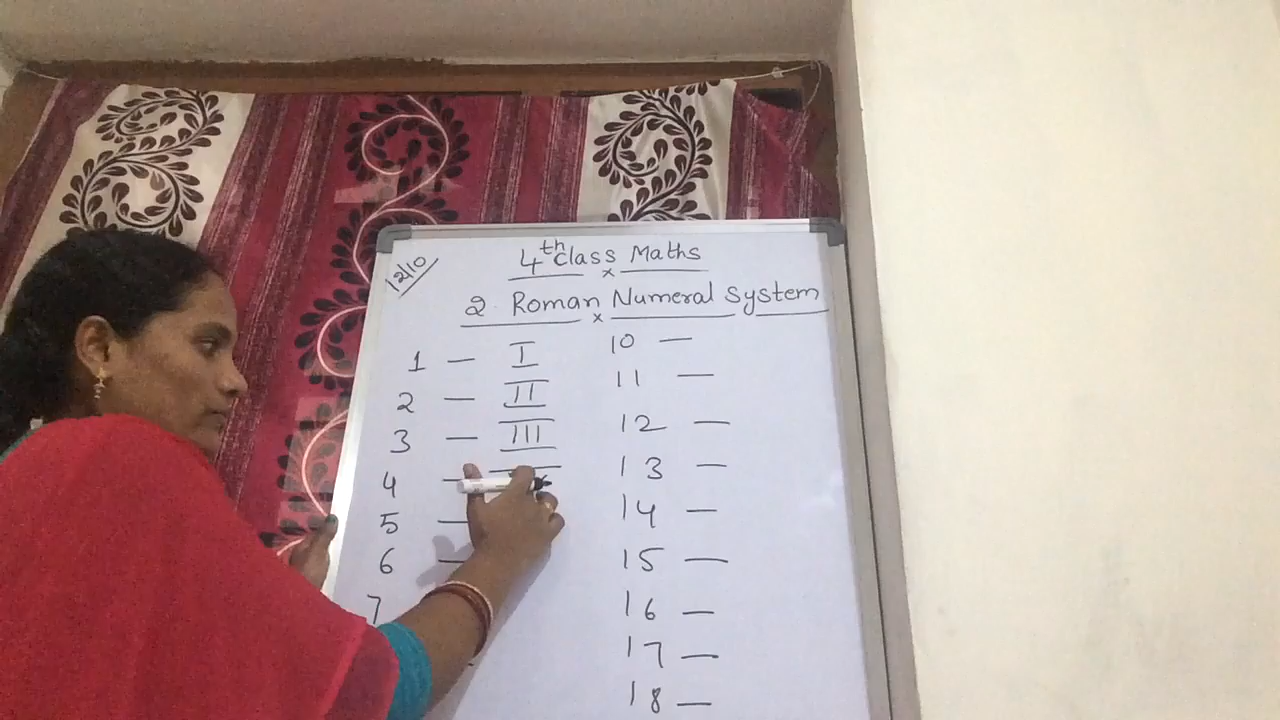 12/10
4th Class Maths
2. Roman Numeral System
1 — I
2 — II
3 — III
4 —
5 —
6 —
7
10 —
11 —
12 —
13 —
14 —
15 —
16 —
17 —
18 —